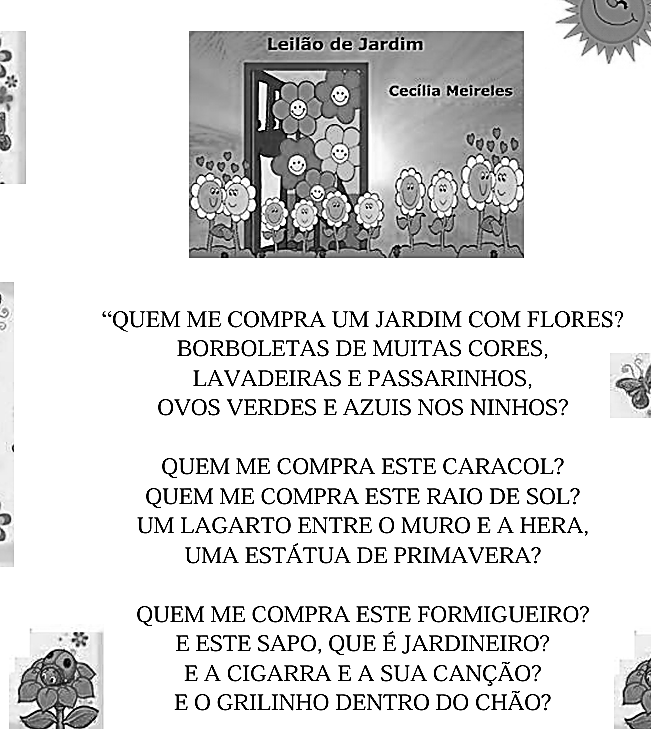 Leilão de Jardim
Cecília Meireles
“QUEM ME COMPRA UM JARDIM COM FLORES?
BORBOLETAS DE MUITAS CORES,
LAVADEIRAS E PASSARINHOS,
OVOS VERDES E AZUIS NOS NINHOS?
QUEM ME COMPRA ESTE CARACOL?
QUEM ME COMPRA ESTE RAIO DE SOL?
UM LAGARTO ENTRE O MURO E A HERA,
UMA ESTÁTUA DE PRIMAVERA?
QUEM ME COMPRA ESTE FORMIGUEIRO?
E ESTE SAPO, QUE É JARDINEIRO?
E A CIGARRA E A SUA CANÇÃO?
E O GRILINHO DENTRO DO CHÃO?